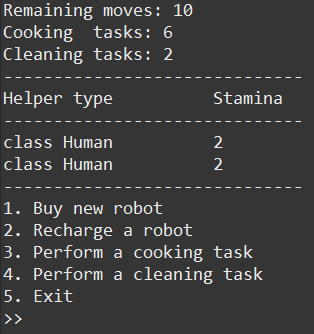 Remaining moves: 10
Cooking  tasks: 6
Cleaning tasks: 2
------------------------------
Helper type          Stamina
------------------------------
class Human          2
class Human          2
------------------------------
1. Buy new robot
2. Recharge a robot
3. Perform a cooking task
4. Perform a cleaning task
5. Exit
>>